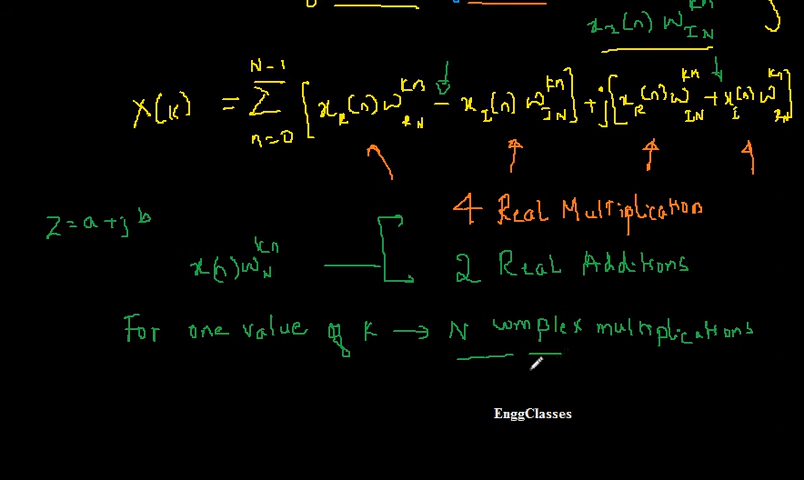 x_I(n) W_{IN}^{kn} }
X(k) = \sum_{n=0}^{N-1} [ x_R(n) W_{RN}^{kn} - x_I(n) W_{IN}^{kn} ] + j [ x_R(n) W_{IN}^{kn} + x_I(n) W_{RN}^{kn} ]
4 Real Multiplication
Z = a + j b
x(n) W_N^{kn}
2 Real Additions
For one value of k → N complex multiplications
EnggClasses